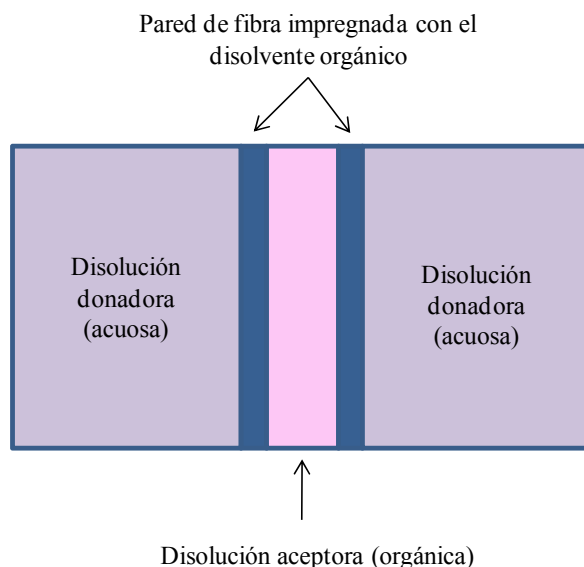 Pared de fibra impregnada con el
disolvente orgánico
Disolución
donadora
(acuosa)
Disolución
donadora
(acuosa)
Disolución aceptora (orgánica)